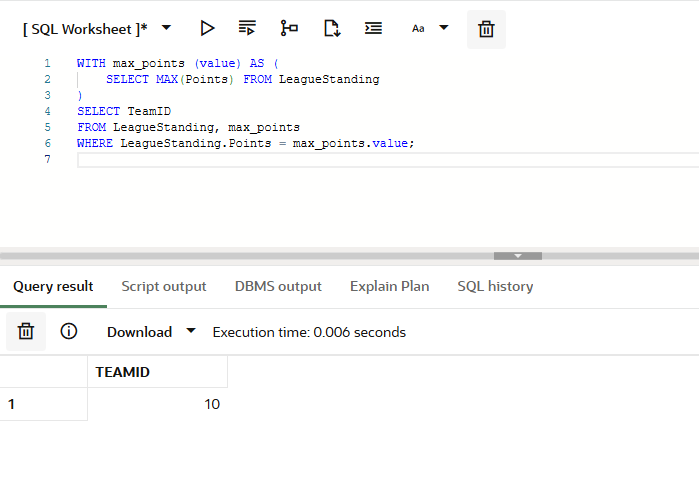 [ SQL Worksheet ]* Aa
1 WITH max_points (value) AS (
2 SELECT MAX(Points) FROM LeagueStanding
3 )
4 SELECT TeamID
5 FROM LeagueStanding, max_points
6 WHERE LeagueStanding.Points = max_points.value;
7
Query result Script output DBMS output Explain Plan SQL history
Download Execution time: 0.006 seconds
TEAMID
1 10